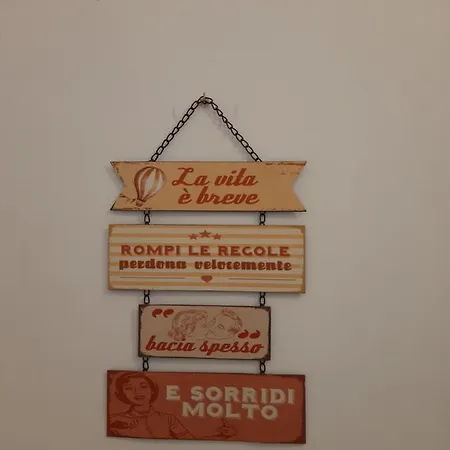 La vita
è breve
ROMPI LE REGOLE
perdona velocemente
bacia spesso
E SORRIDI
MOLTO